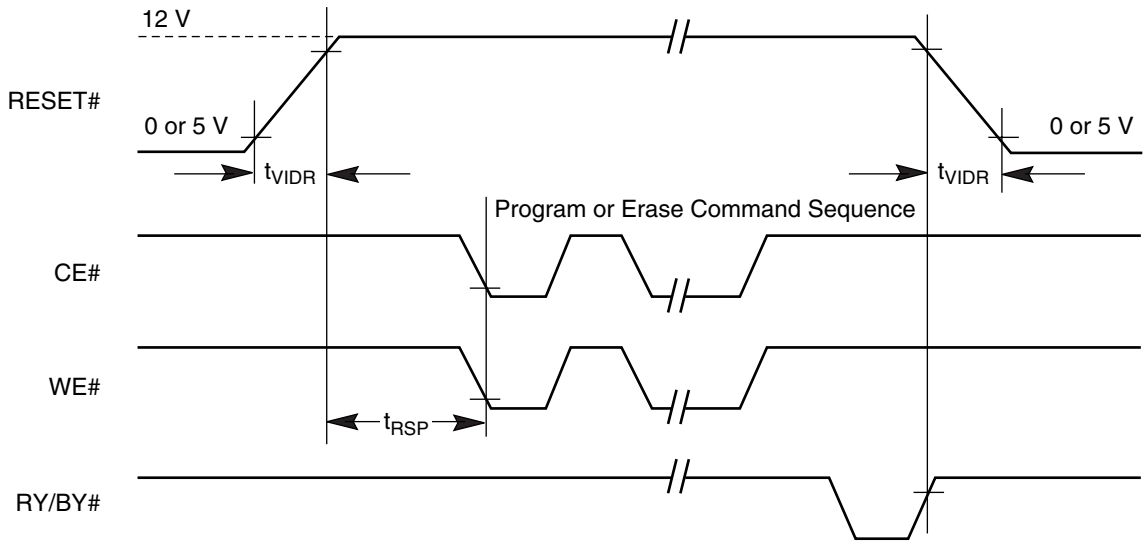 12 V
RESET#
0 or 5 V
0 or 5 V
tVIDR
tVIDR
Program or Erase Command Sequence
CE#
WE#
tRSP
RY/BY#